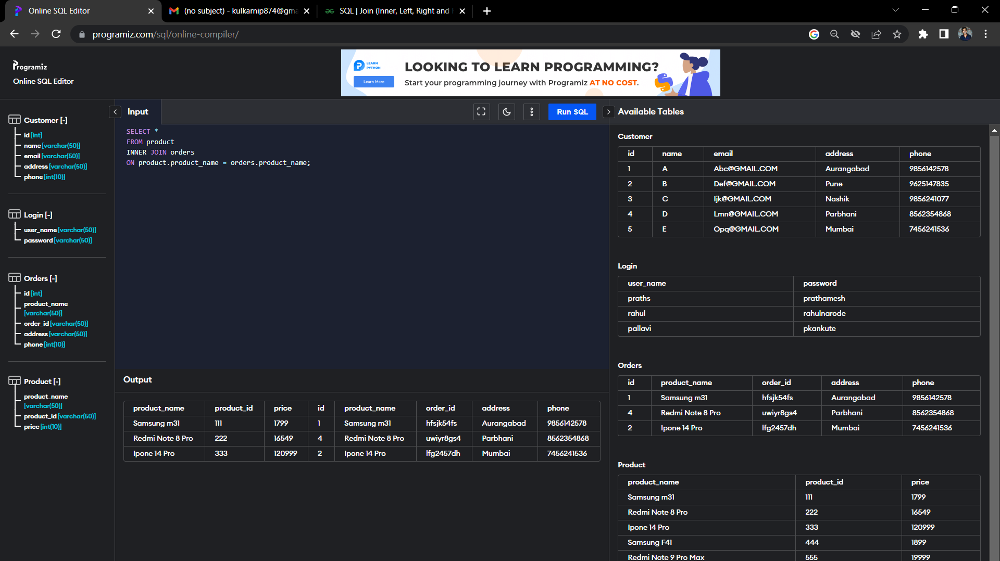 Online SQL Editor
(no subject) - kulkarnip874@gma
SQL | Join (Inner, Left, Right and F
programiz.com/sql/online-compiler/
Programiz
Online SQL Editor
LEARN
PYTHON
Learn More
LOOKING TO LEARN PROGRAMMING?
Start your programming journey with Programiz AT NO COST.
Customer [-]
id [int]
name [varchar(50)]
email [varchar(50)]
address [varchar(50)]
phone [int(10)]
Login [-]
user_name [varchar(50)]
password [varchar(50)]
Orders [-]
id [int]
product_name
[varchar(50)]
order_id [varchar(50)]
address [varchar(50)]
phone [int(10)]
Product [-]
product_name
[varchar(50)]
product_id [varchar(50)]
price [int(10)]
Input
Run SQL
SELECT *
FROM product
INNER JOIN orders
ON product.product_name = orders.product_name;
Output
product_name product_id price id product_name order_id address phone
Samsung m31 111 1799 1 Samsung m31 hfsjk54fs Aurangabad 9856142578
Redmi Note 8 Pro 222 16549 4 Redmi Note 8 Pro uwiyr8gs4 Parbhani 8562354868
Ipone 14 Pro 333 120999 2 Ipone 14 Pro lfg2457dh Mumbai 7456241536
Available Tables
Customer
id name email address phone
1 A Abc@GMAIL.COM Aurangabad 9856142578
2 B Def@GMAIL.COM Pune 9625147835
3 C Ijk@GMAIL.COM Nashik 9856241077
4 D Lmn@GMAIL.COM Parbhani 8562354868
5 E Opq@GMAIL.COM Mumbai 7456241536
Login
user_name password
praths prathamesh
rahul rahulnarode
pallavi pkankute
Orders
id product_name order_id address phone
1 Samsung m31 hfsjk54fs Aurangabad 9856142578
4 Redmi Note 8 Pro uwiyr8gs4 Parbhani 8562354868
2 Ipone 14 Pro lfg2457dh Mumbai 7456241536
Product
product_name product_id price
Samsung m31 111 1799
Redmi Note 8 Pro 222 16549
Ipone 14 Pro 333 120999
Samsung F41 444 1899
Redmi Note 9 Pro Max 555 19999